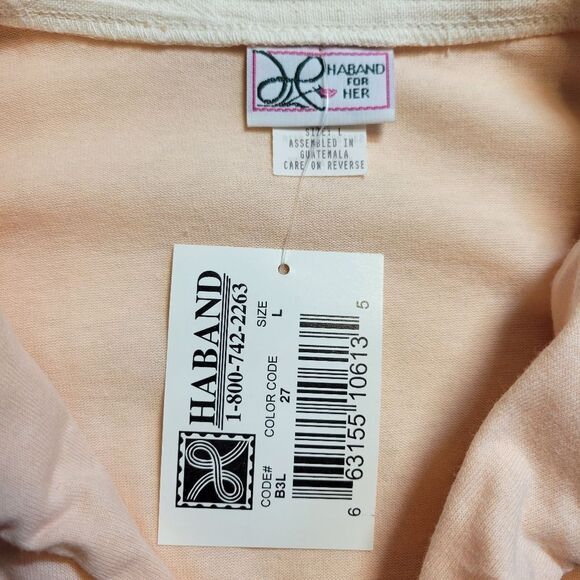 HABAND
FOR
HER
SIZE: L
ASSEMBLED IN
GUATEMALA
CARE ON REVERSE
HABAND
1-800-742-2263
SIZE
L
COLOR CODE
27
CODE#
B3L
6 63155 10613 5